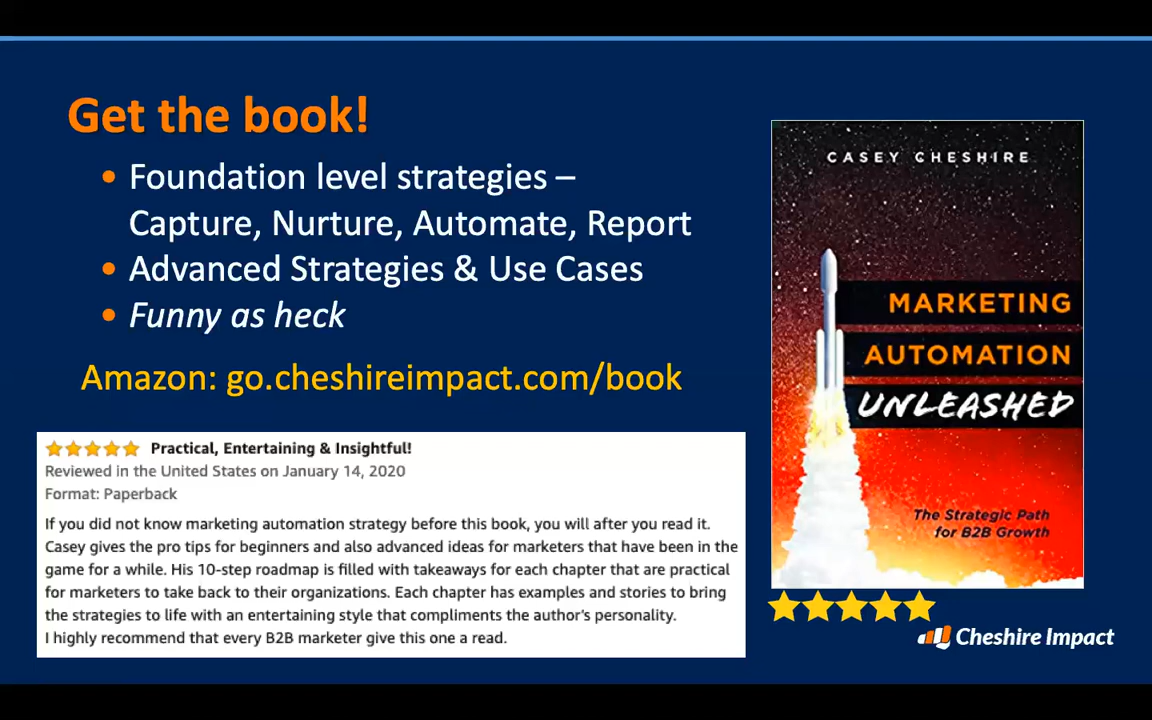 Get the book!
• Foundation level strategies –
Capture, Nurture, Automate, Report
• Advanced Strategies & Use Cases
• Funny as heck
Amazon: go.cheshireimpact.com/book
Practical, Entertaining & Insightful!
Reviewed in the United States on January 14, 2020
Format: Paperback
If you did not know marketing automation strategy before this book, you will after you read it.
Casey gives the pro tips for beginners and also advanced ideas for marketers that have been in the
game for a while. His 10-step roadmap is filled with takeaways for each chapter that are practical
for marketers to take back to their organizations. Each chapter has examples and stories to bring
the strategies to life with an entertaining style that compliments the author's personality.
I highly recommend that every B2B marketer give this one a read.
CASEY CHESHIRE
MARKETING
AUTOMATION
UNLEASHED
The Strategic Path
for B2B Growth
Cheshire Impact